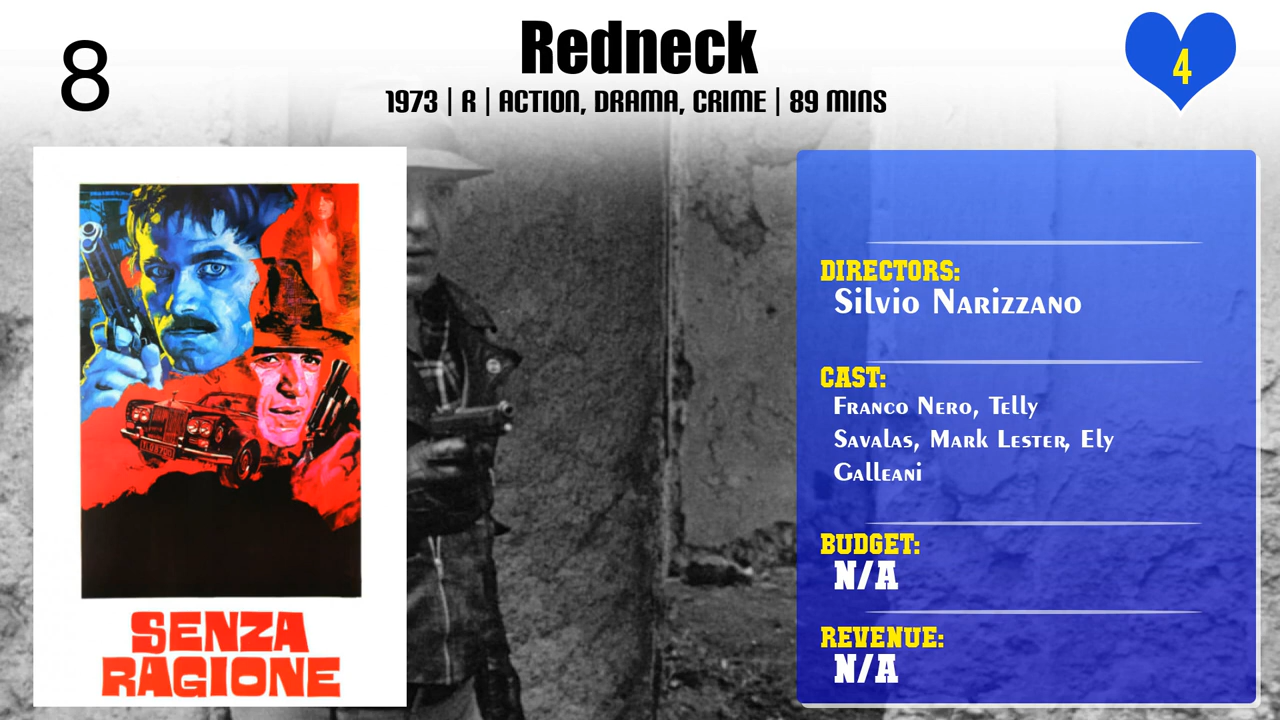 8
Redneck
4
1973 | R | ACTION, DRAMA, CRIME | 89 MINS
DIRECTORS:
Silvio Narizzano
CAST:
Franco Nero, Telly
Savalas, Mark Lester, Ely
Galleani
BUDGET:
N/A
REVENUE:
N/A
SENZA
RAGIONE